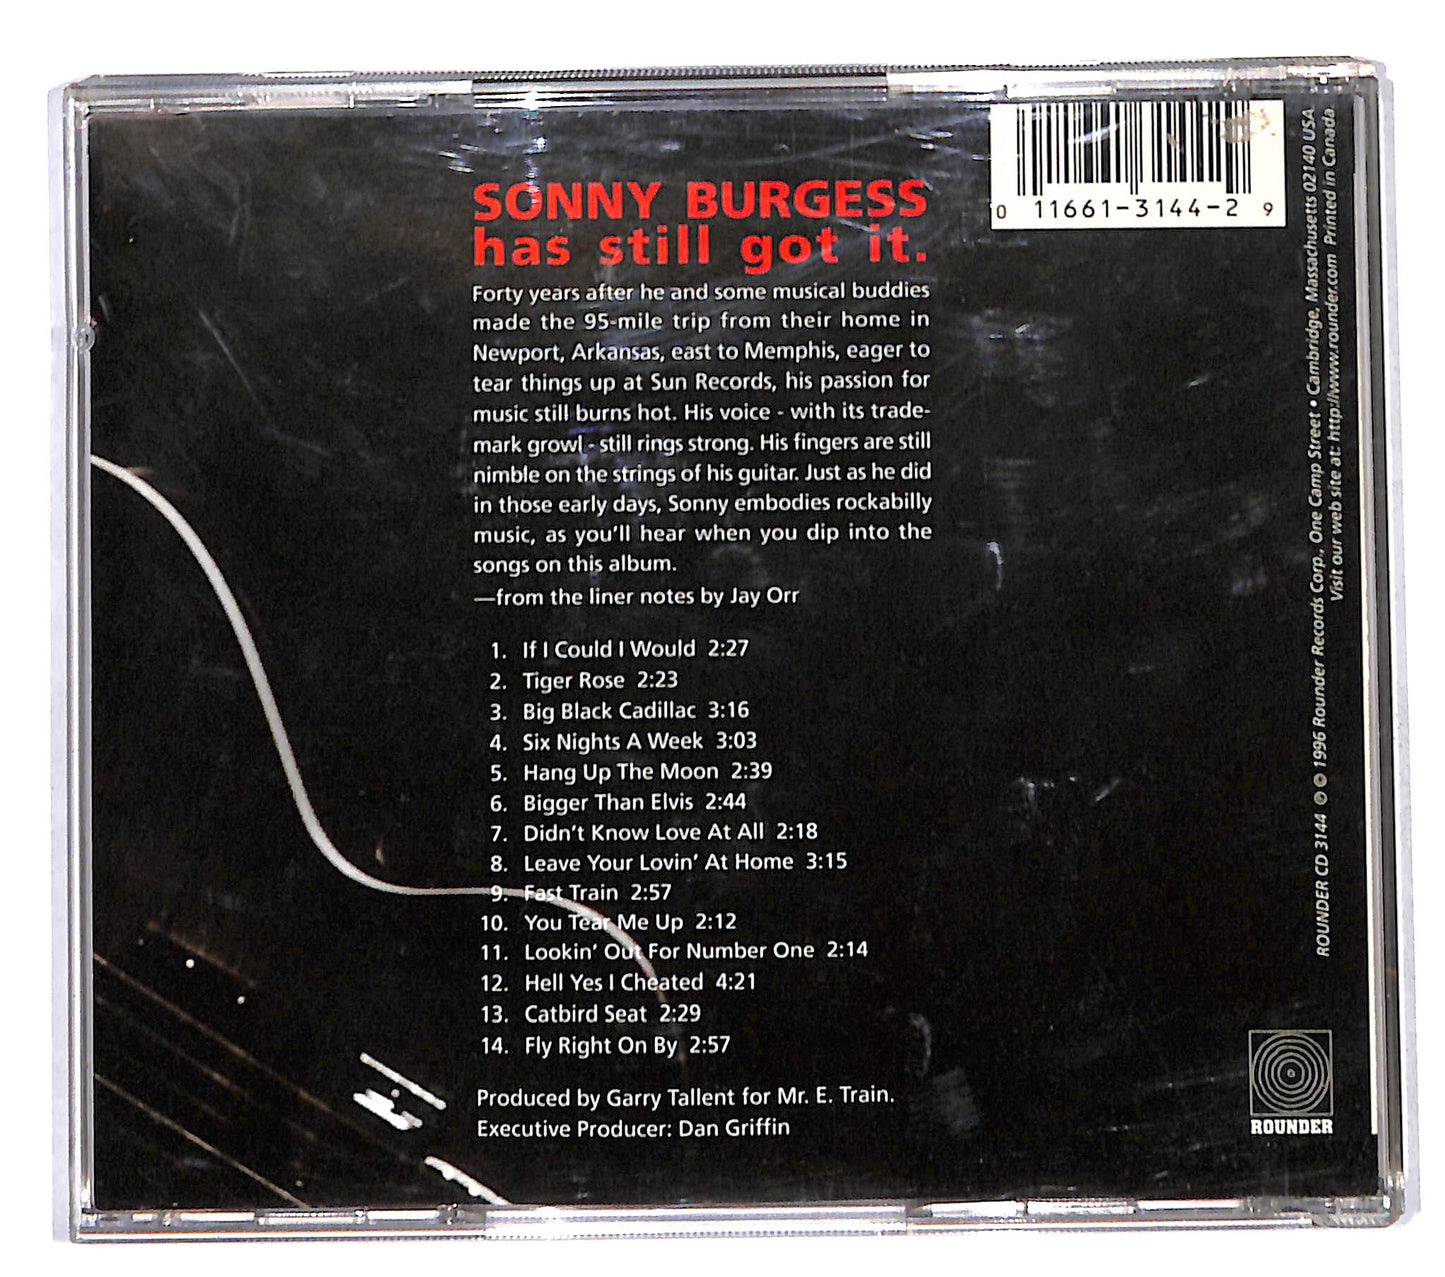 SONNY BURGESS
has still got it.
Forty years after he and some musical buddies
made the 95-mile trip from their home in
Newport, Arkansas, east to Memphis, eager to
tear things up at Sun Records, his passion for
music still burns hot. His voice - with its trade-
mark growl - still rings strong. His fingers are still
nimble on the strings of his guitar. Just as he did
in those early days, Sonny embodies rockabilly
music, as you'll hear when you dip into the
songs on this album.
—from the liner notes by Jay Orr
1. If I Could I Would 2:27
2. Tiger Rose 2:23
3. Big Black Cadillac 3:16
4. Six Nights A Week 3:03
5. Hang Up The Moon 2:39
6. Bigger Than Elvis 2:44
7. Didn't Know Love At All 2:18
8. Leave Your Lovin' At Home 3:15
9. Fast Train 2:57
10. You Tear Me Up 2:12
11. Lookin' Out For Number One 2:14
12. Hell Yes I Cheated 4:21
13. Catbird Seat 2:29
14. Fly Right On By 2:57
Produced by Garry Tallent for Mr. E. Train.
Executive Producer: Dan Griffin
0 11661-3144-2 9
ROUNDER CD 3144 ℗ © 1996 Rounder Records Corp., One Camp Street • Cambridge, Massachusetts 02140 USA
Visit our web site at: http://www.rounder.com Printed in Canada
ROUNDER